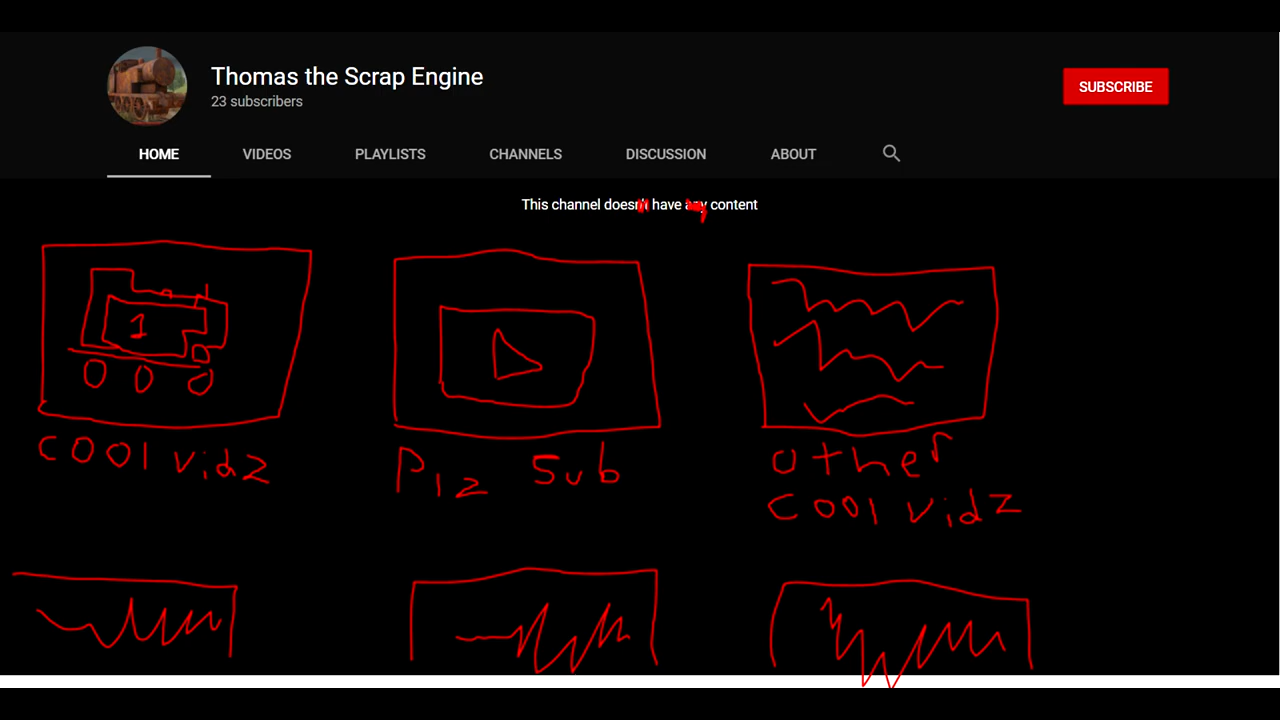 Thomas the Scrap Engine
23 subscribers
SUBSCRIBE
HOME VIDEOS PLAYLISTS CHANNELS DISCUSSION ABOUT
This channel doesn't have any content
1
COOl vidz
Plz Sub
other
COOl vidz